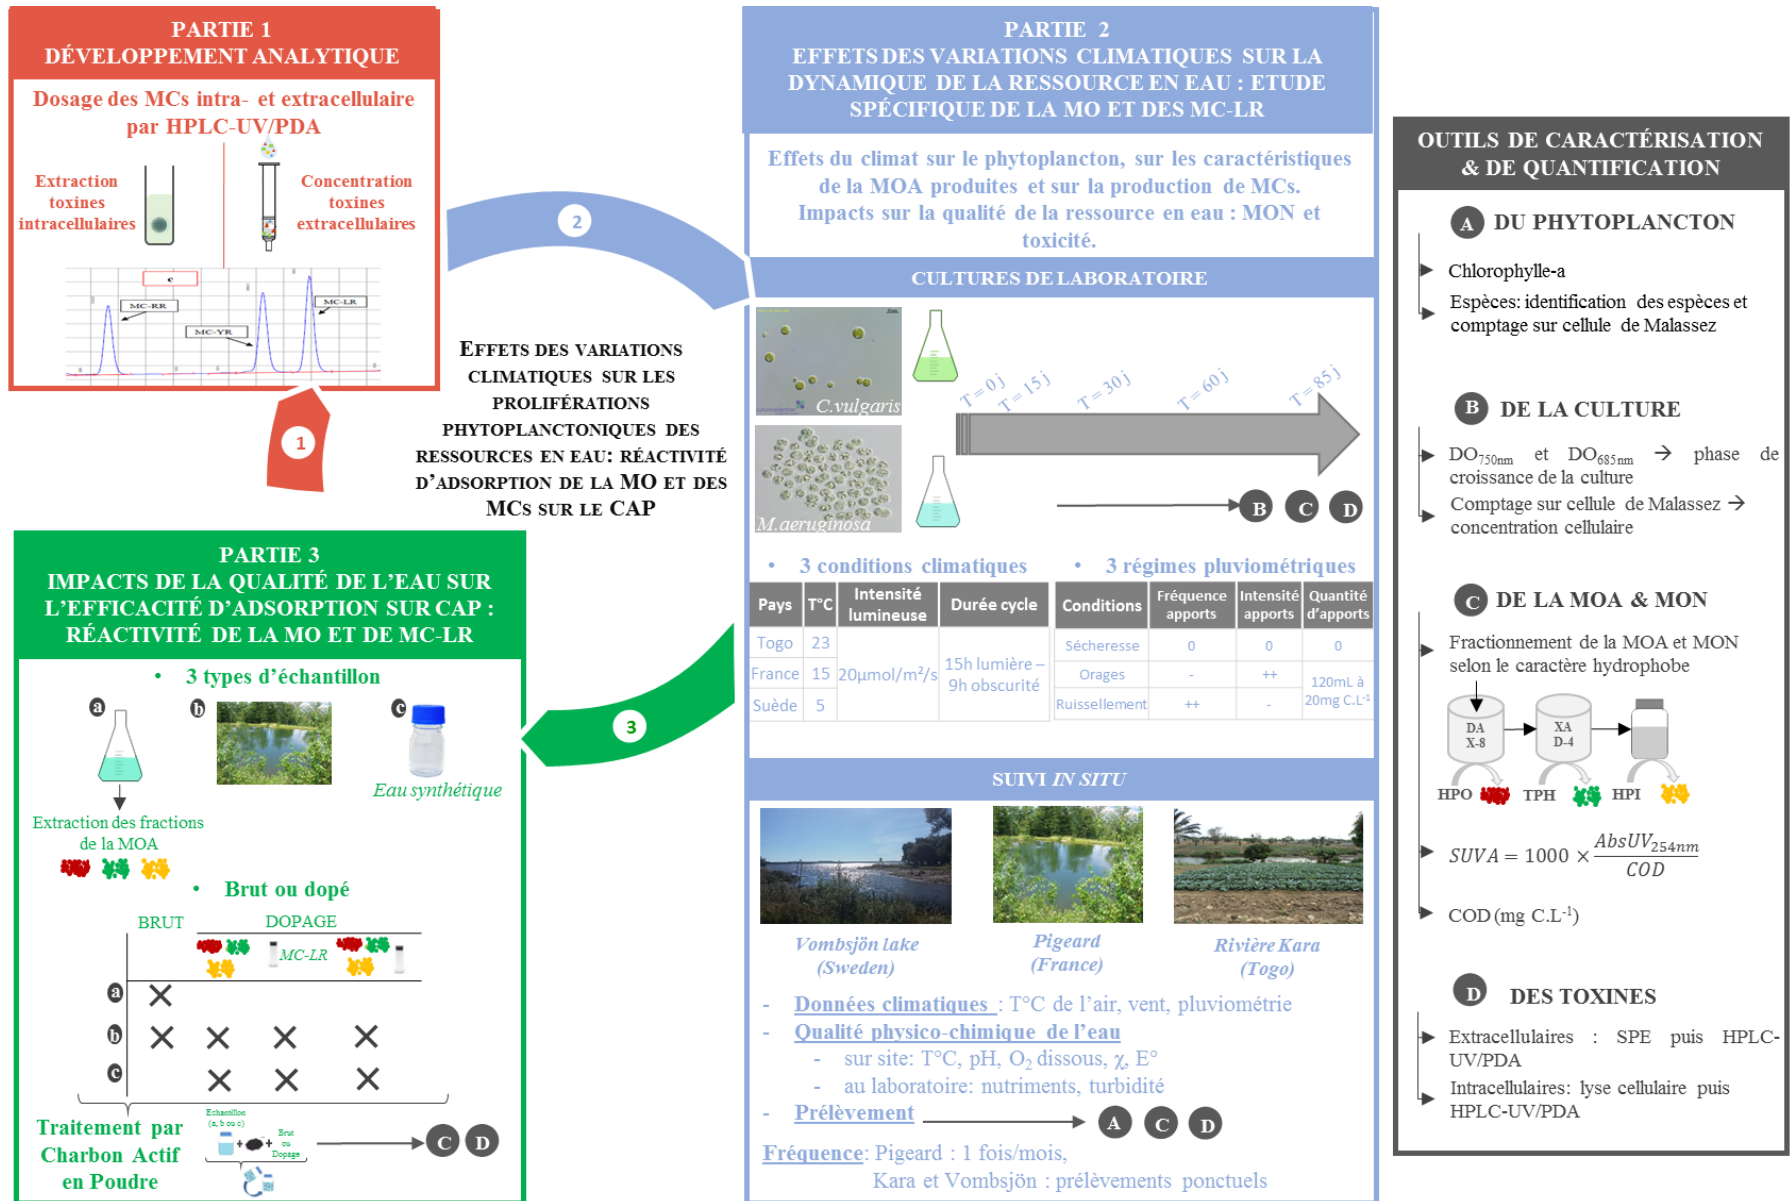 PARTIE 1
DÉVELOPPEMENT ANALYTIQUE
Dosage des MCs intra- et extracellulaire
par HPLC-UV/PDA
Extraction
toxines
intracellulaires
Concentration
toxines
extracellulaires
c
MC-RR
MC-YR
MC-LR
1
2
3
EFFETS DES VARIATIONS
CLIMATIQUES SUR LES
PROLIFÉRATIONS
PHYTOPLANCTONIQUES DES
RESSOURCES EN EAU: RÉACTIVITÉ
D'ADSORPTION DE LA MO ET DES
MCS SUR LE CAP
PARTIE 2
EFFETS DES VARIATIONS CLIMATIQUES SUR LA
DYNAMIQUE DE LA RESSOURCE EN EAU : ETUDE
SPÉCIFIQUE DE LA MO ET DES MC-LR
Effets du climat sur le phytoplancton, sur les caractéristiques
de la MOA produites et sur la production de MCs.
Impacts sur la qualité de la ressource en eau : MON et
toxicité.
CULTURES DE LABORATOIRE
C.vulgaris
M.aeruginosa
T = 0 j
T = 15 j
T = 30 j
T = 60 j
T = 85 j
B C D
• 3 conditions climatiques
Pays T°C Intensité lumineuse Durée cycle
Togo 23
France 15 20µmol/m²/s 15h lumière – 9h obscurité
Suède 5
• 3 régimes pluviométriques
Conditions Fréquence apports Intensité apports Quantité d'apports
Sécheresse 0 0 0
Orages - ++ 120mL à 20mg C.L⁻¹
Ruissellement ++ -
SUIVI IN SITU
Vombsjön lake
(Sweden)
Pigeard
(France)
Rivière Kara
(Togo)
- Données climatiques : T°C de l'air, vent, pluviométrie
- Qualité physico-chimique de l'eau
- sur site: T°C, pH, O₂ dissous, χ, E°
- au laboratoire: nutriments, turbidité
- Prélèvement A C D
Fréquence: Pigeard : 1 fois/mois,
Kara et Vombsjön : prélèvements ponctuels
PARTIE 3
IMPACTS DE LA QUALITÉ DE L'EAU SUR
L'EFFICACITÉ D'ADSORPTION SUR CAP :
RÉACTIVITÉ DE LA MO ET DE MC-LR
• 3 types d'échantillon
a b c
Eau synthétique
Extraction des fractions
de la MOA
• Brut ou dopé
BRUT DOPAGE
MC-LR
a
b
c
Traitement par
Charbon Actif
en Poudre
Echantillon
(a, b ou c)
+ +
Brut
ou
Dopage
C D
OUTILS DE CARACTÉRISATION
& DE QUANTIFICATION
A DU PHYTOPLANCTON
Chlorophylle-a
Espèces: identification des espèces et
comptage sur cellule de Malassez
B DE LA CULTURE
DO750nm et DO685nm → phase de
croissance de la culture
Comptage sur cellule de Malassez →
concentration cellulaire
C DE LA MOA & MON
Fractionnement de la MOA et MON
selon le caractère hydrophobe
DA
X-8
XA
D-4
HPO TPH HPI
SUVA = 1000 × AbsUV254nm / COD
COD (mg C.L⁻¹)
D DES TOXINES
Extracellulaires : SPE puis HPLC-
UV/PDA
Intracellulaires: lyse cellulaire puis
HPLC-UV/PDA